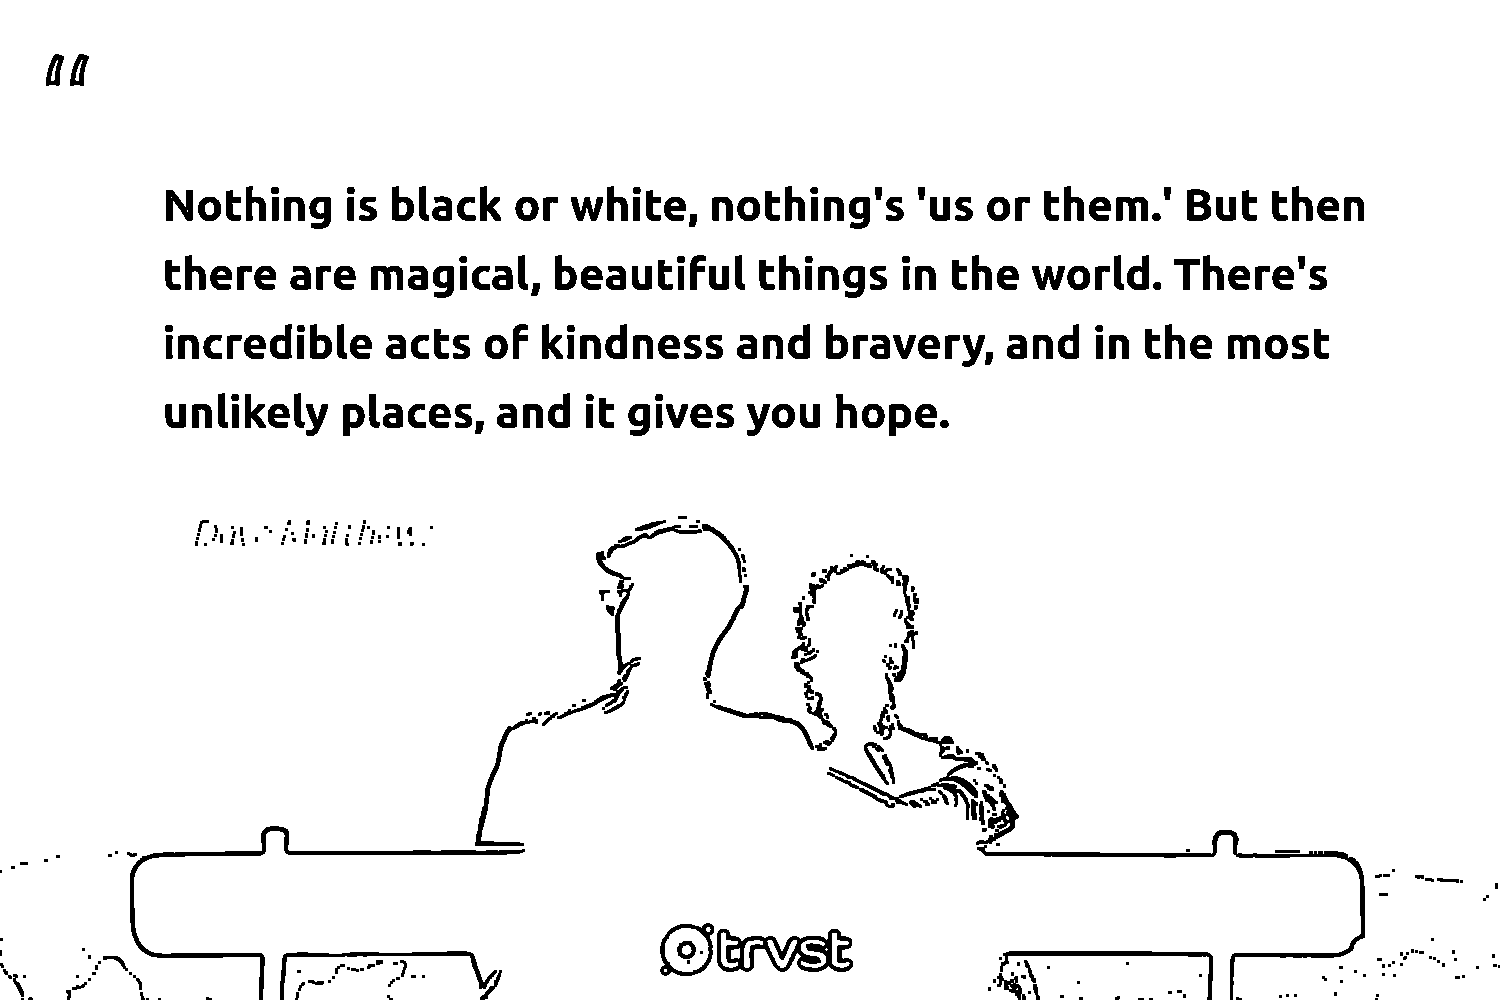 “
Nothing is black or white, nothing's 'us or them.' But then
there are magical, beautiful things in the world. There's
incredible acts of kindness and bravery, and in the most
unlikely places, and it gives you hope.
Dave Matthews
trvst